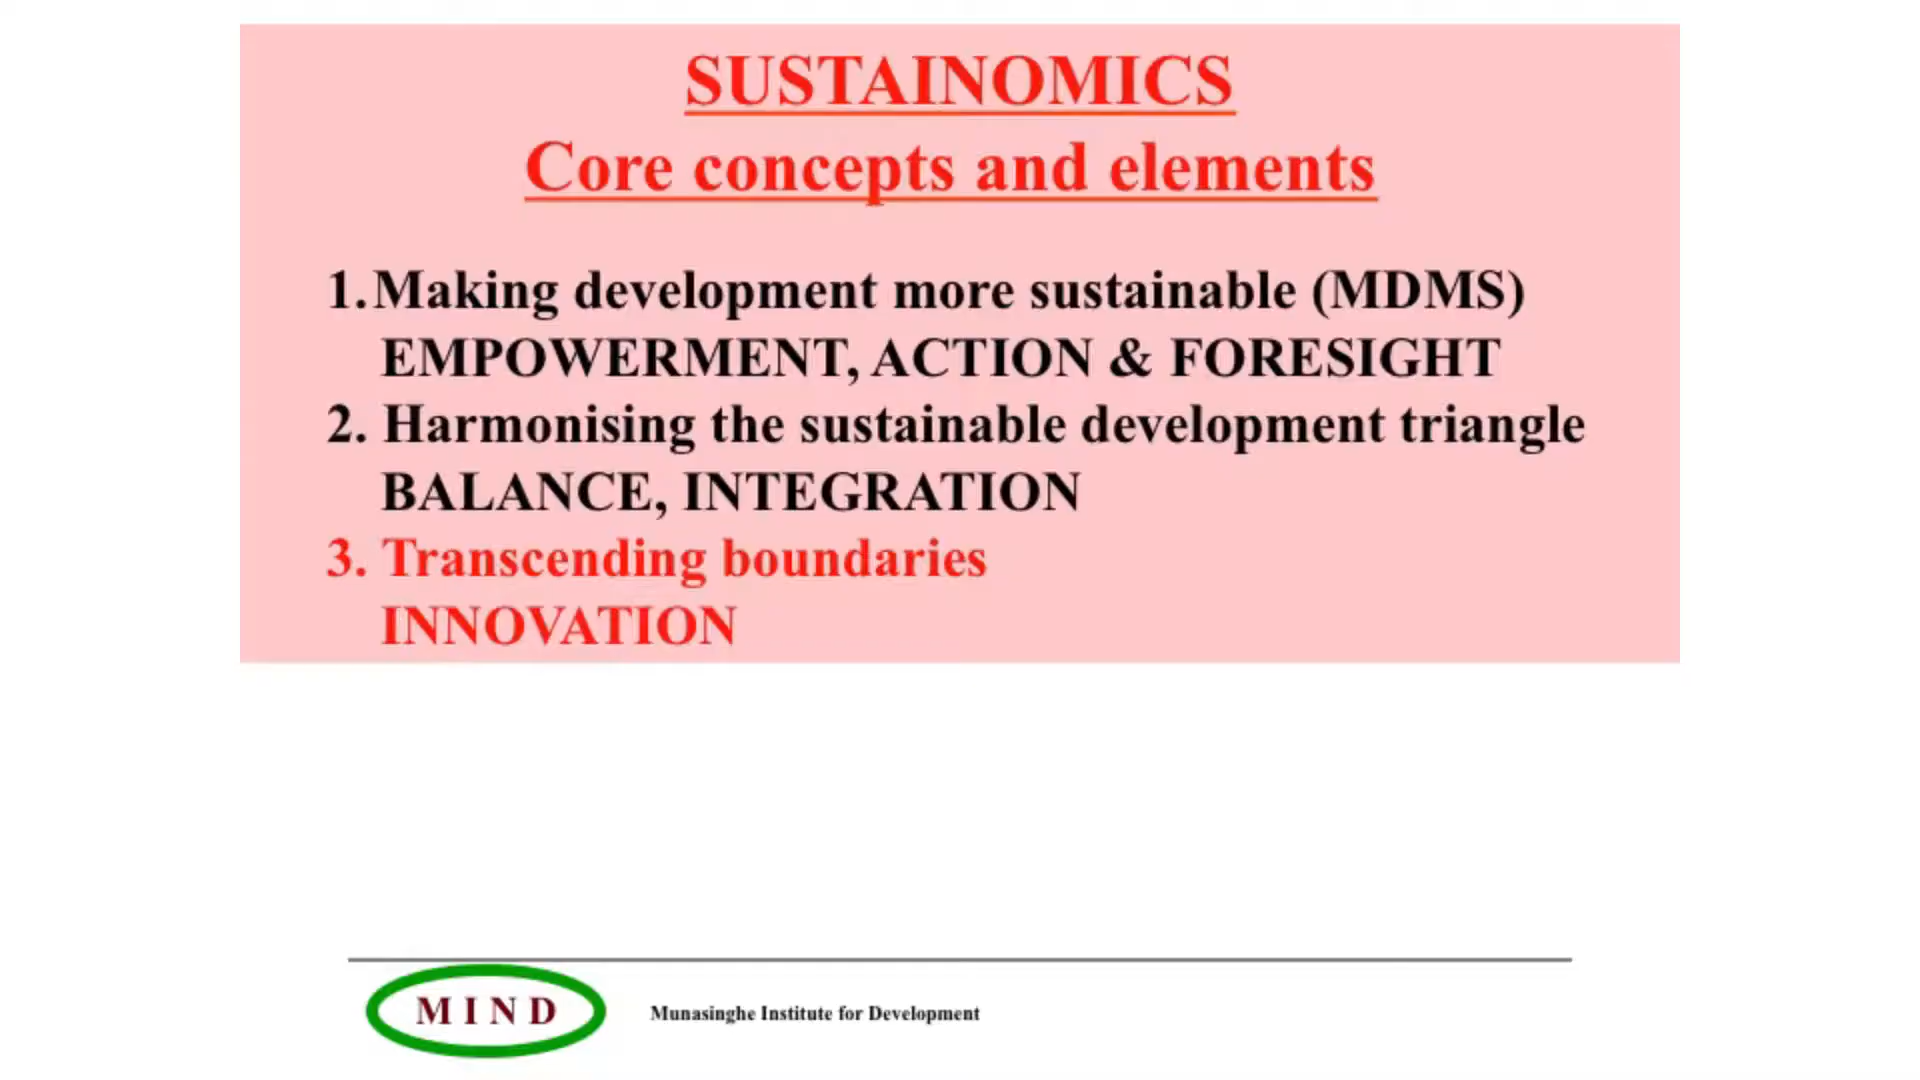 SUSTAINOMICS
Core concepts and elements
1.Making development more sustainable (MDMS)
EMPOWERMENT, ACTION & FORESIGHT
2. Harmonising the sustainable development triangle
BALANCE, INTEGRATION
3. Transcending boundaries
INNOVATION
MIND
Munasinghe Institute for Development